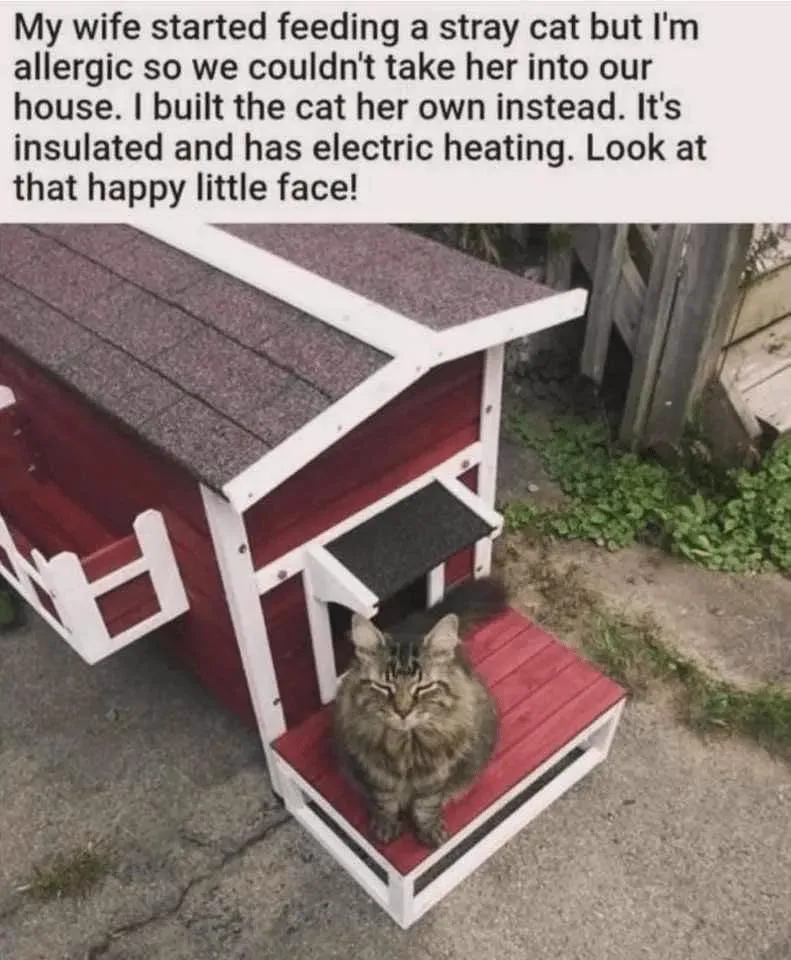 My wife started feeding a stray cat but I'm
allergic so we couldn't take her into our
house. I built the cat her own instead. It's
insulated and has electric heating. Look at
that happy little face!